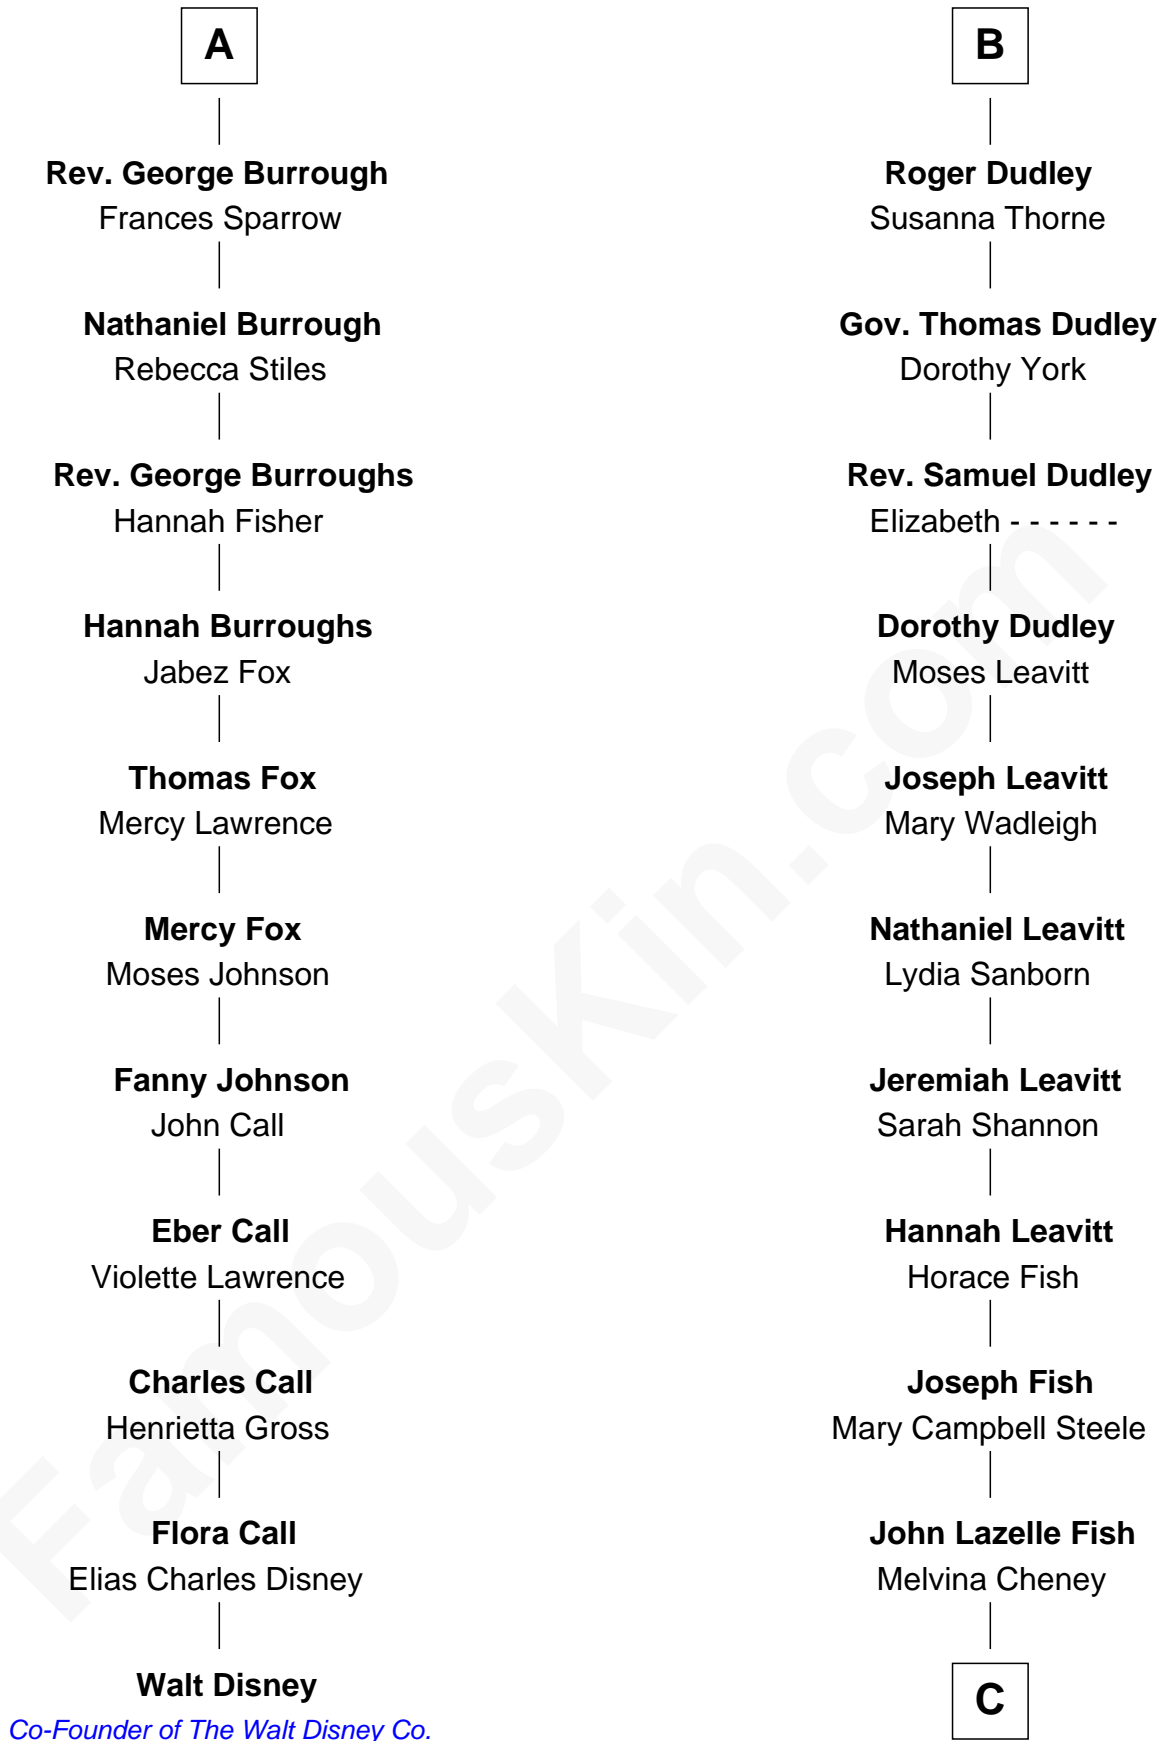 A
Rev. George Burrough
Frances Sparrow
Nathaniel Burrough
Rebecca Stiles
Rev. George Burroughs
Hannah Fisher
Hannah Burroughs
Jabez Fox
Thomas Fox
Mercy Lawrence
Mercy Fox
Moses Johnson
Fanny Johnson
John Call
Eber Call
Violette Lawrence
Charles Call
Henrietta Gross
Flora Call
Elias Charles Disney
Walt Disney
Co-Founder of The Walt Disney Co.
B
Roger Dudley
Susanna Thorne
Gov. Thomas Dudley
Dorothy York
Rev. Samuel Dudley
Elizabeth - - - - - -
Dorothy Dudley
Moses Leavitt
Joseph Leavitt
Mary Wadleigh
Nathaniel Leavitt
Lydia Sanborn
Jeremiah Leavitt
Sarah Shannon
Hannah Leavitt
Horace Fish
Joseph Fish
Mary Campbell Steele
John Lazelle Fish
Melvina Cheney
C
FamousKin.com